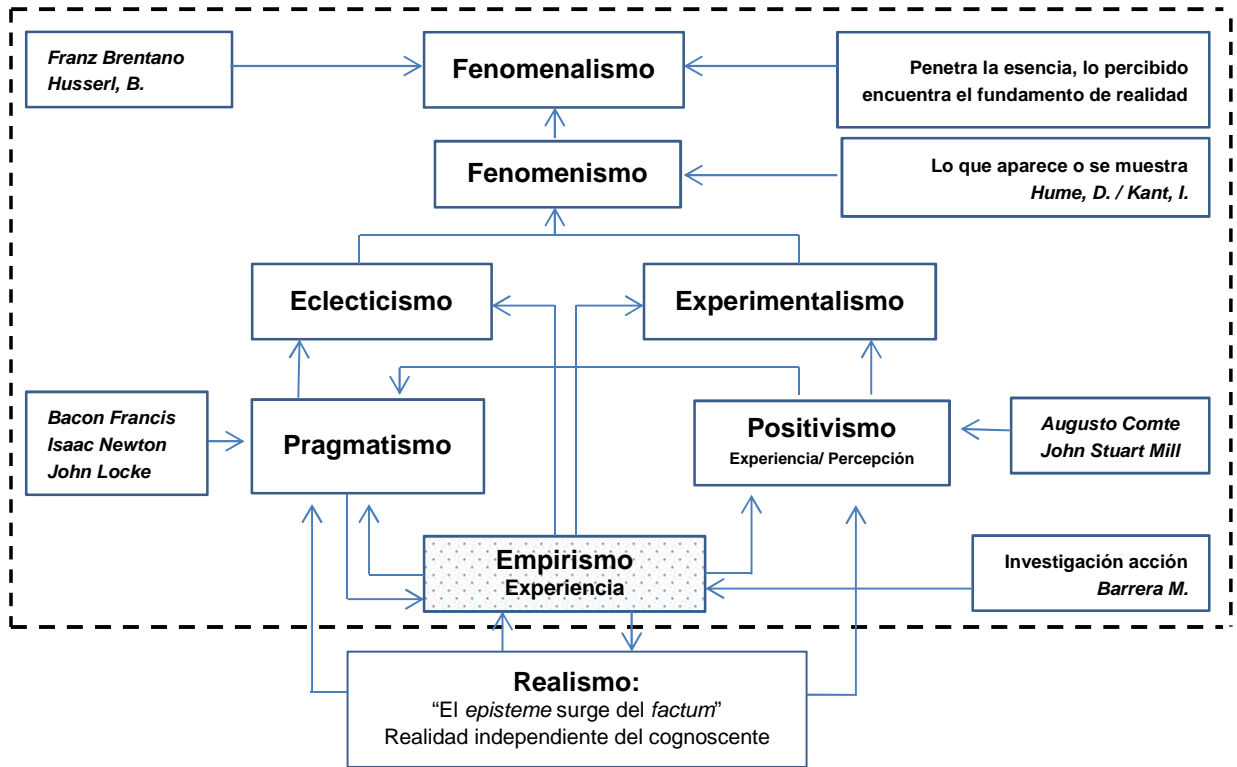 Franz Brentano
Husserl, B.
Fenomenalismo
Penetra la esencia, lo percibido
encuentra el fundamento de realidad
Fenomenismo
Lo que aparece o se muestra
Hume, D. / Kant, I.
Eclecticismo
Experimentalismo
Bacon Francis
Isaac Newton
John Locke
Pragmatismo
Positivismo
Experiencia/ Percepción
Augusto Comte
John Stuart Mill
Empirismo
Experiencia
Investigación acción
Barrera M.
Realismo:
“El episteme surge del factum”
Realidad independiente del cognoscente